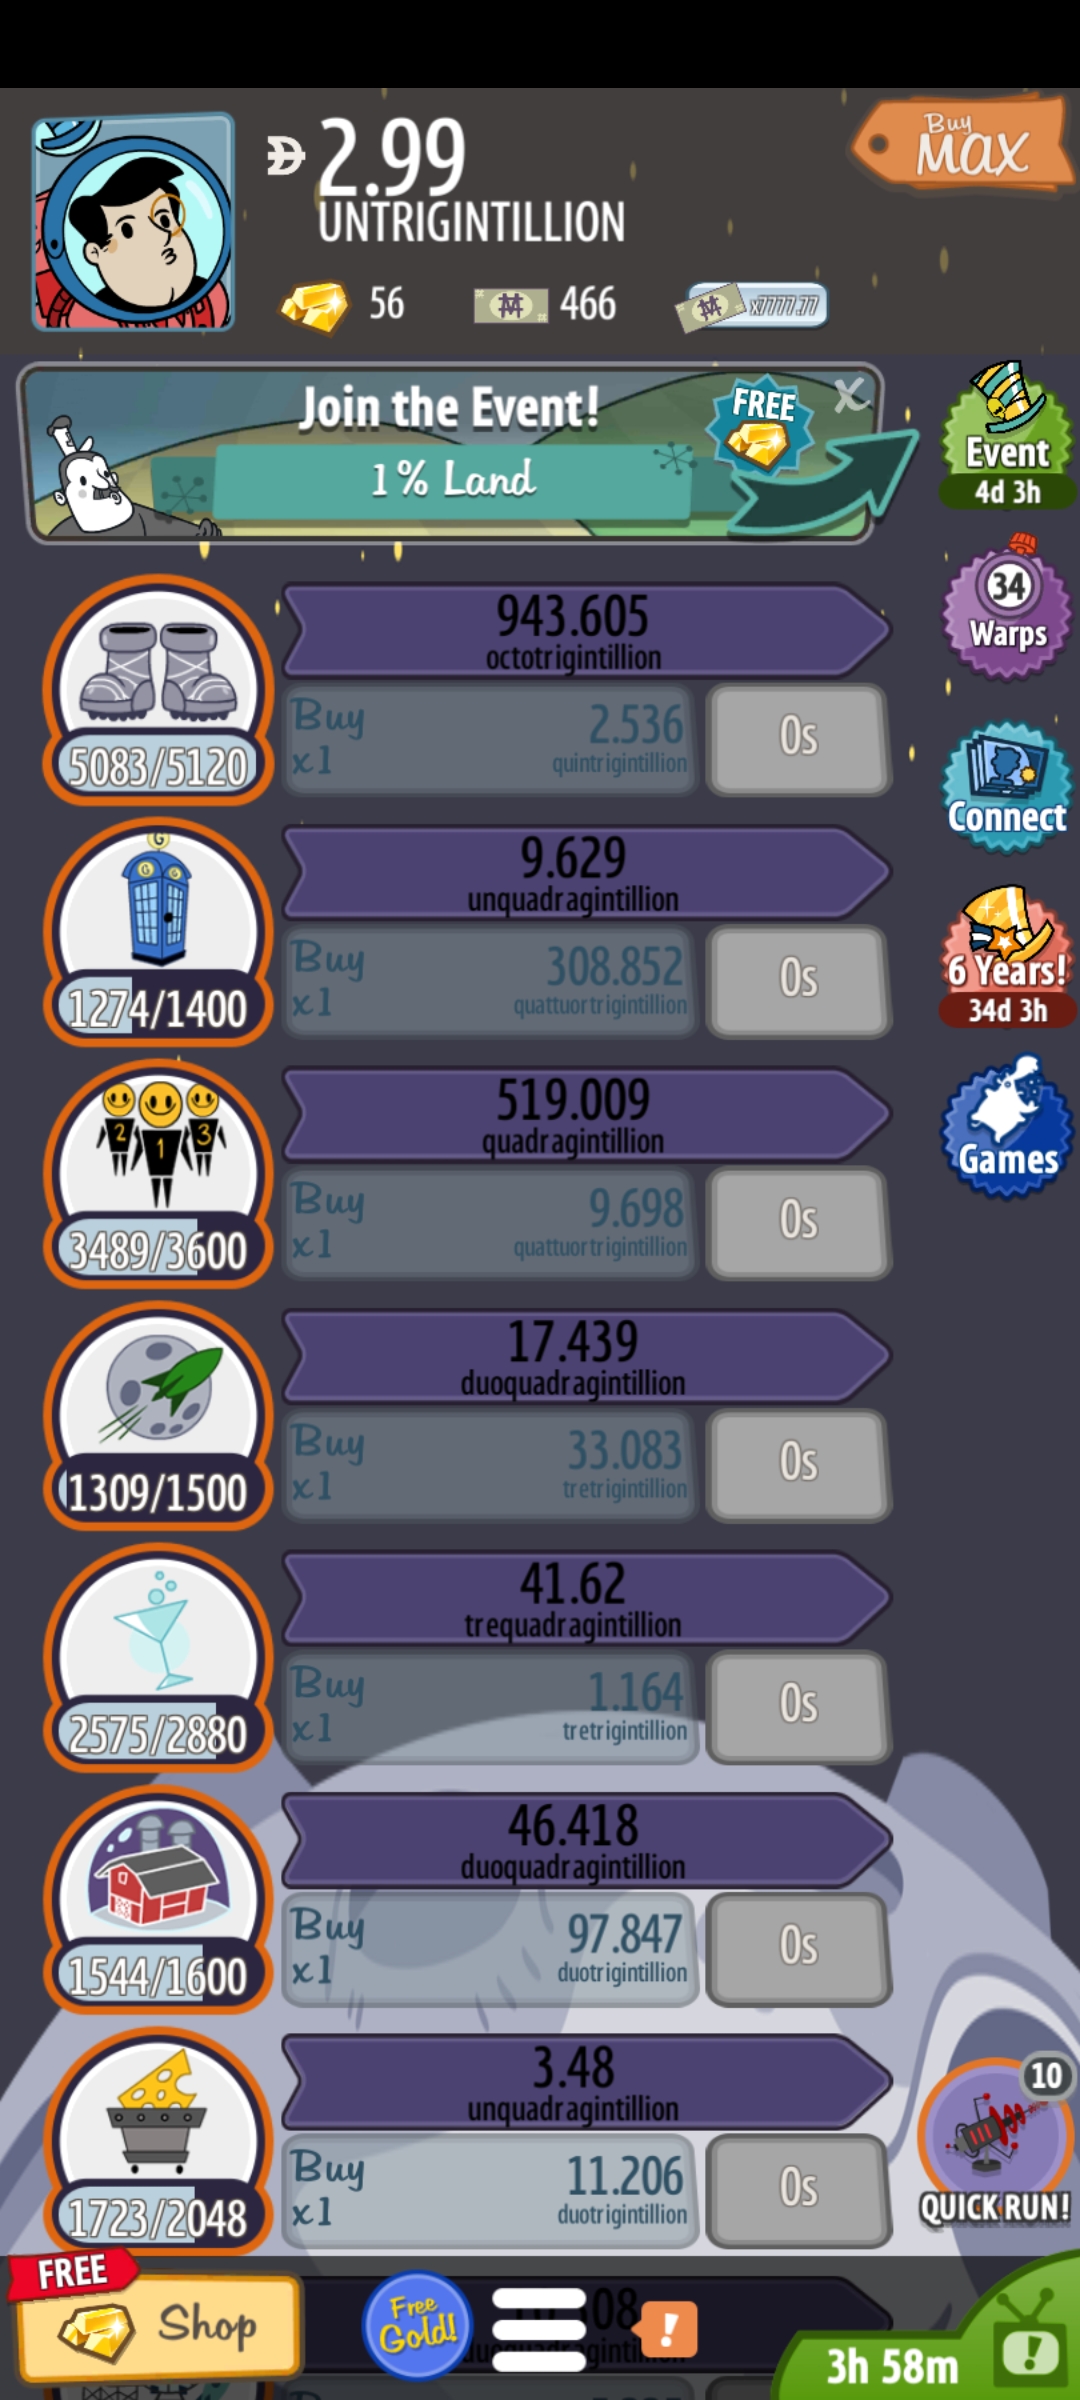 2.99
UNTRIGINTILLION
Buy
MAX
56
466
x7777.77
Join the Event!
1% Land
FREE
X
Event
4d 3h
34
Warps
Connect
6 Years!
34d 3h
Games
943.605
octotrigintillion
5083/5120
Buy
x1
2.536
quintrigintillion
0s
9.629
unquadragintillion
1274/1400
Buy
x1
308.852
quattuortrigintillion
0s
2
1
3
519.009
quadragintillion
3489/3600
Buy
x1
9.698
quattuortrigintillion
0s
17.439
duoquadragintillion
1309/1500
Buy
x1
33.083
tretrigintillion
0s
41.62
trequadragintillion
2575/2880
Buy
x1
1.164
tretrigintillion
0s
46.418
duoquadragintillion
1544/1600
Buy
x1
97.847
duotrigintillion
0s
3.48
unquadragintillion
1723/2048
Buy
x1
11.206
duotrigintillion
0s
10
QUICK RUN!
FREE
Shop
Free
Gold!
!
3h 58m
!